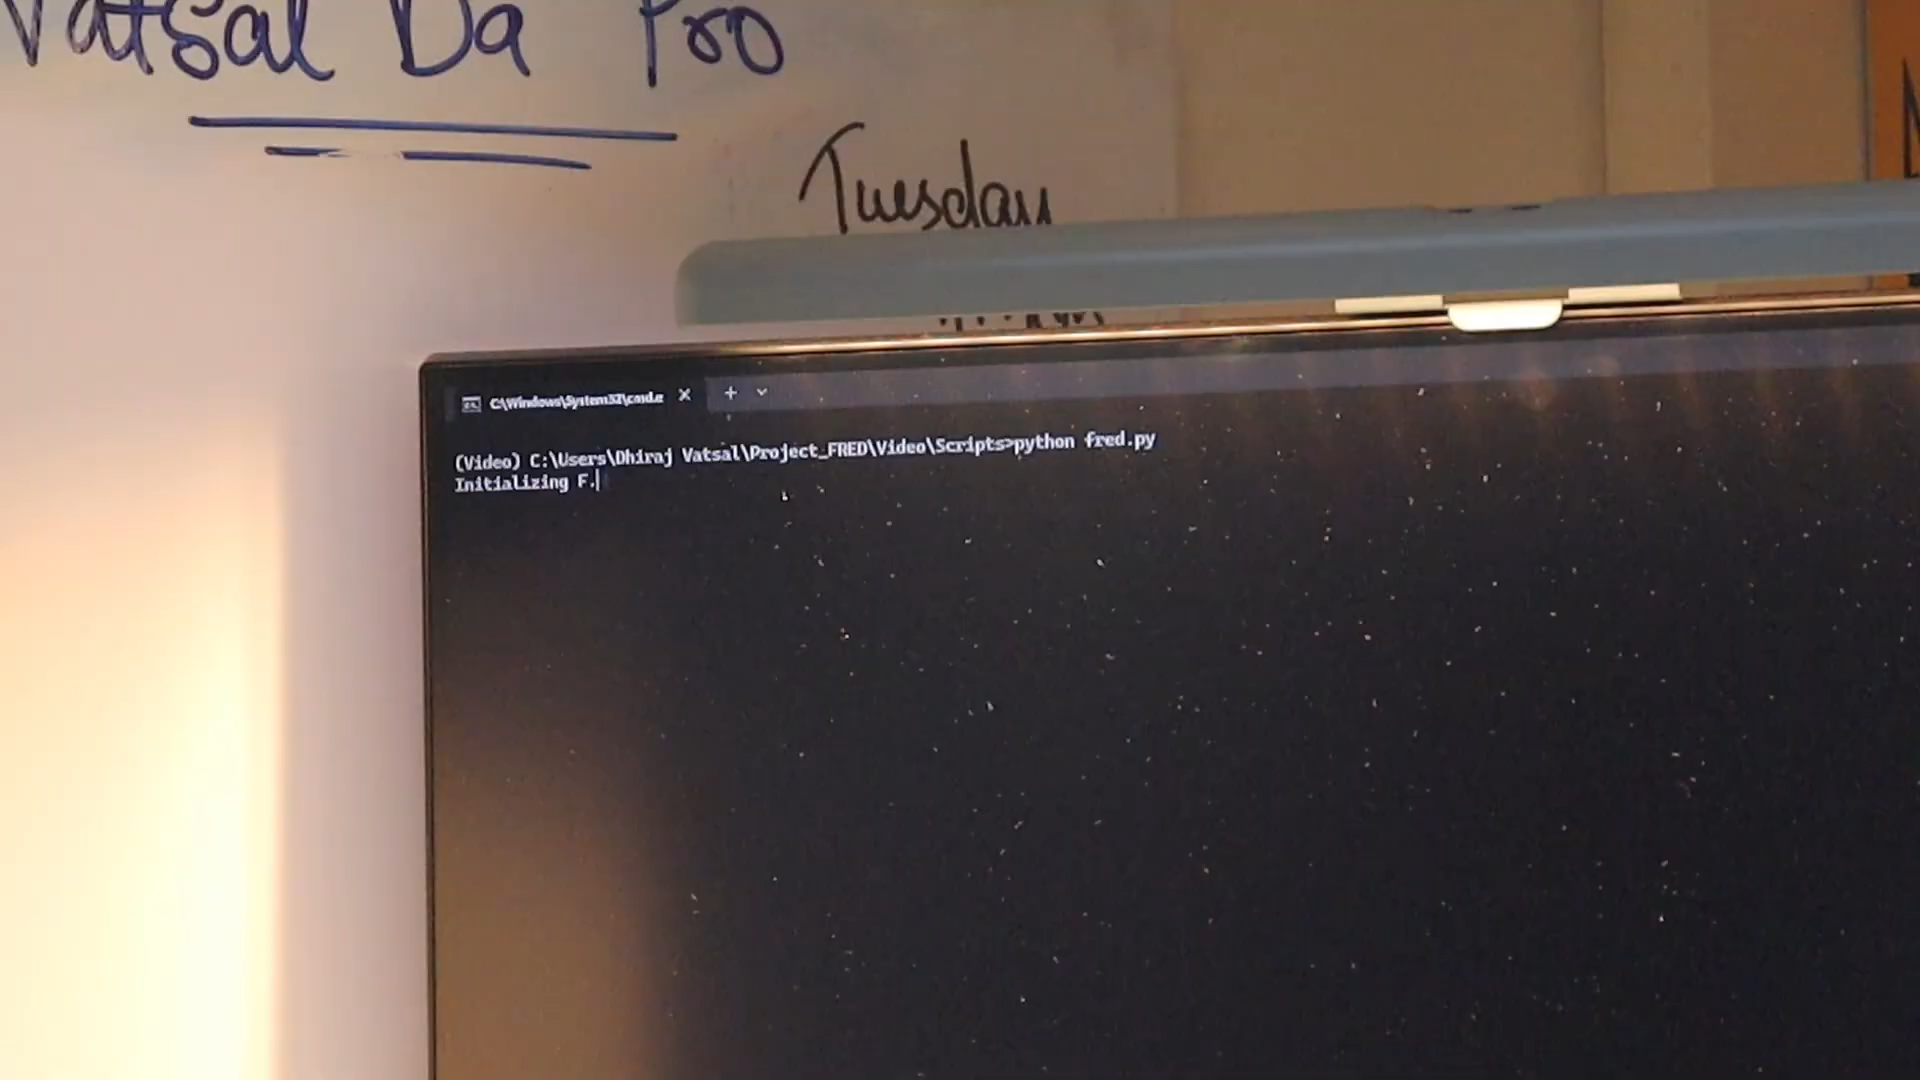 Vatsal Da Pro
Tuesday
C:\Windows\System32\cmd.e
(Video) C:\Users\Dhiraj Vatsal\Project_FRED\Video\Scripts>python fred.py
Initializing F.